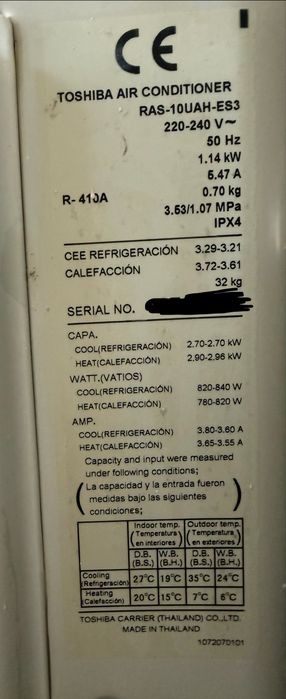 CE
TOSHIBA AIR CONDITIONER
RAS-10UAH-ES3
220-240 V~
50 Hz
1.14 kW
5.47 A
R-410A 0.70 kg
3.53/1.07 MPa
IPX4
CEE REFRIGERACIÓN 3.29-3.21
CALEFACCIÓN 3.72-3.61
32 kg
SERIAL NO.
CAPA.
COOL(REFRIGERACIÓN) 2.70-2.70 kW
HEAT(CALEFACCIÓN) 2.90-2.96 kW
WATT.(VATIOS)
COOL(REFRIGERACIÓN) 820-840 W
HEAT(CALEFACCIÓN) 780-820 W
AMP.
COOL(REFRIGERACIÓN) 3.80-3.60 A
HEAT(CALEFACCIÓN) 3.65-3.55 A
Capacity and input were measured
under following conditions;
(La capacidad y la entrada fueron
medidas bajo las siguientes
condiciones;)
Indoor temp. Outdoor temp.
(Temperatura en interiores) (Temperatura en exteriores)
D.B. W.B. D.B. W.B.
(B.S.) (B.H.) (B.S.) (B.H.)
Cooling (Refrigeración) 27°C 19°C 35°C 24°C
Heating (Calefacción) 20°C 15°C 7°C 6°C
TOSHIBA CARRIER (THAILAND) CO.,LTD.
MADE IN THAILAND
1072070101